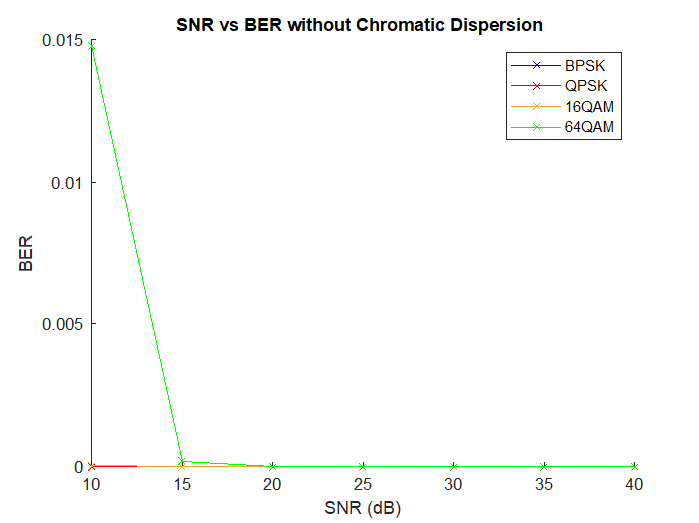 SNR vs BER without Chromatic Dispersion
0.015
BPSK
QPSK
16QAM
64QAM
0.01
BER
0.005
0
10 15 20 25 30 35 40
SNR (dB)